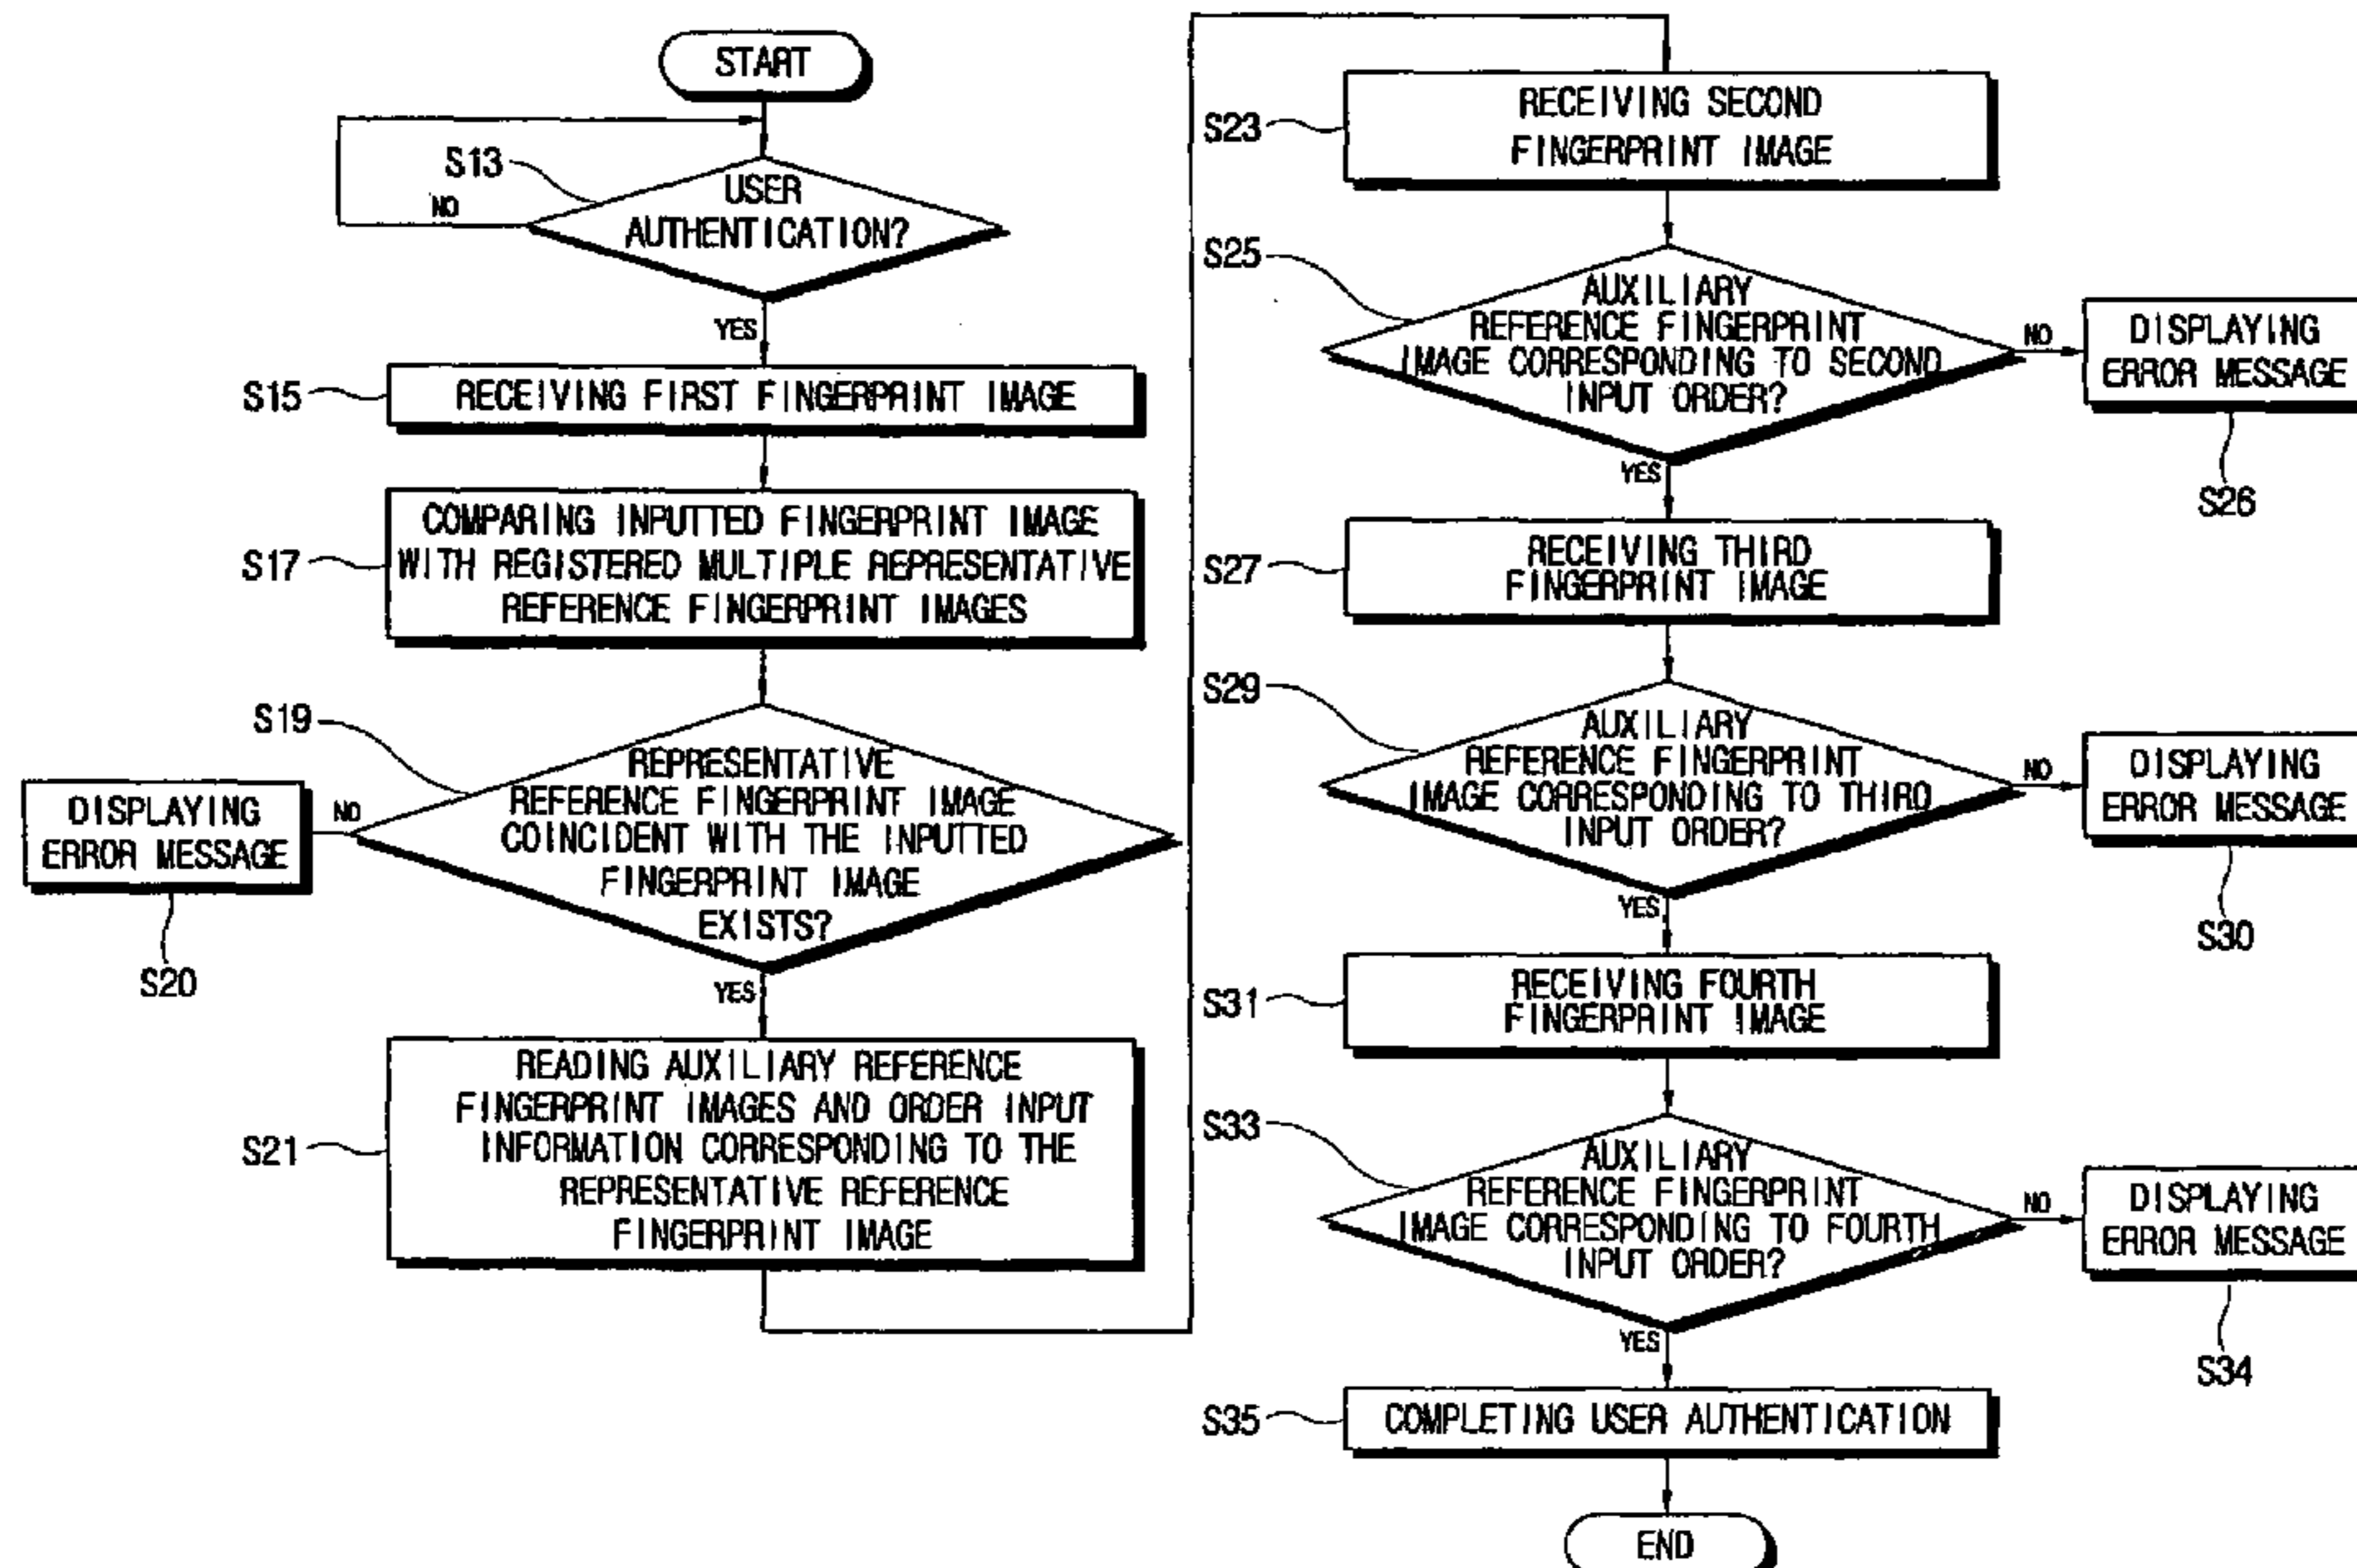 START
S13
USER
AUTHENTICATION?
NO
YES
S15
RECEIVING FIRST FINGERPRINT IMAGE
S17
COMPARING INPUTTED FINGERPRINT IMAGE
WITH REGISTERED MULTIPLE REPRESENTATIVE
REFERENCE FINGERPRINT IMAGES
S19
REPRESENTATIVE
REFERENCE FINGERPRINT IMAGE
COINCIDENT WITH THE INPUTTED
FINGERPRINT IMAGE
EXISTS?
NO
DISPLAYING
ERROR MESSAGE
S20
YES
S21
READING AUXILIARY REFERENCE
FINGERPRINT IMAGES AND ORDER INPUT
INFORMATION CORRESPONDING TO THE
REPRESENTATIVE REFERENCE
FINGERPRINT IMAGE
S23
RECEIVING SECOND
FINGERPRINT IMAGE
S25
AUXILIARY
REFERENCE FINGERPRINT
IMAGE CORRESPONDING TO SECOND
INPUT ORDER?
NO
DISPLAYING
ERROR MESSAGE
S26
YES
S27
RECEIVING THIRD
FINGERPRINT IMAGE
S29
AUXILIARY
REFERENCE FINGERPRINT
IMAGE CORRESPONDING TO THIRD
INPUT ORDER?
NO
DISPLAYING
ERROR MESSAGE
S30
YES
S31
RECEIVING FOURTH
FINGERPRINT IMAGE
S33
AUXILIARY
REFERENCE FINGERPRINT
IMAGE CORRESPONDING TO FOURTH
INPUT ORDER?
NO
DISPLAYING
ERROR MESSAGE
S34
YES
S35
COMPLETING USER AUTHENTICATION
END